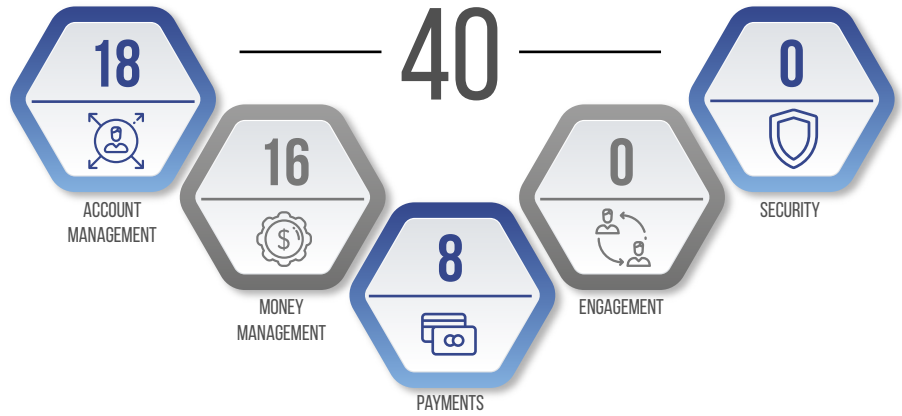 40
18
ACCOUNT
MANAGEMENT
16
$
MONEY
MANAGEMENT
8
PAYMENTS
0
ENGAGEMENT
0
SECURITY